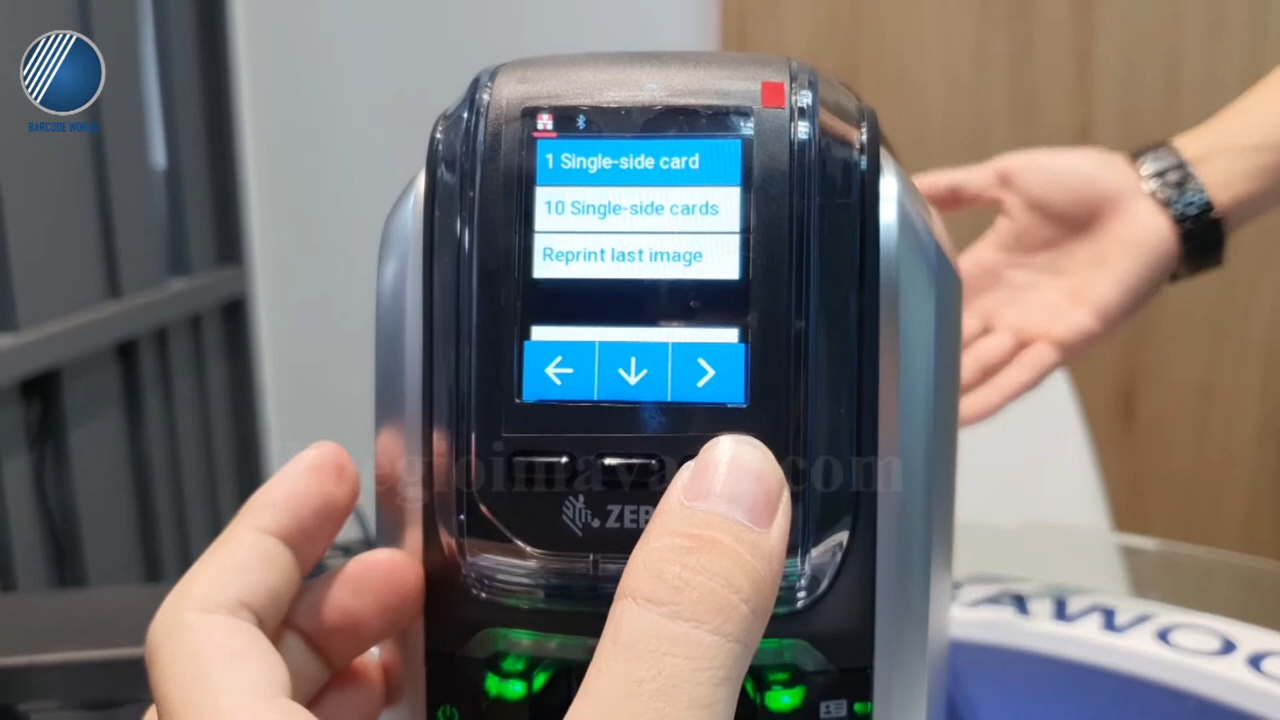 BARCODE WORLD
1 Single-side card
10 Single-side cards
Reprint last image
ZEB
AWOO